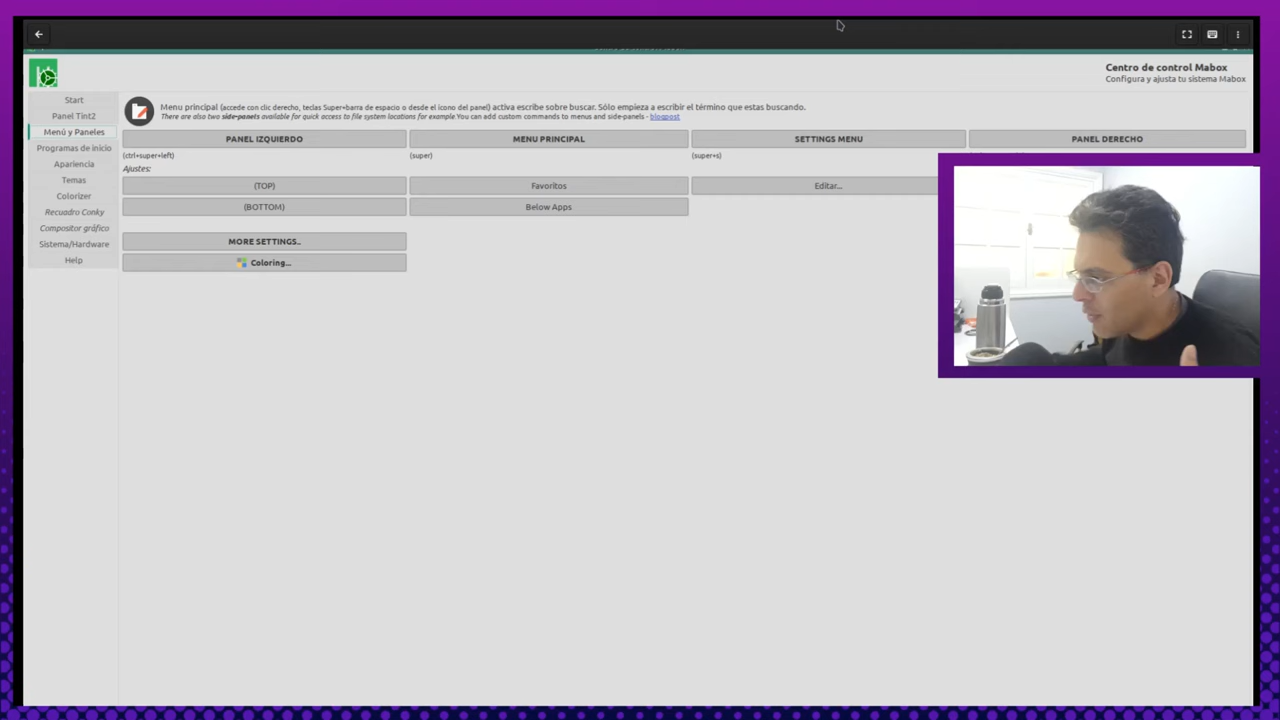 Centro de control Mabox
Configura y ajusta tu sistema Mabox
Start
Panel Tint2
Menú y Paneles
Programas de inicio
Apariencia
Temas
Colorizer
Recuadro Conky
Compositor gráfico
Sistema/Hardware
Help
Menu principal (accede con clic derecho, teclas Super+barra de espacio o desde el ícono del panel) activa escribe sobre buscar. Sólo empieza a escribir el término que estas buscando.
There are also two side-panels available for quick access to file system locations for example.You can add custom commands to menus and side-panels - blogpost
PANEL IZQUIERDO
MENU PRINCIPAL
SETTINGS MENU
PANEL DERECHO
(ctrl+super+left)
(super)
(super+s)
Ajustes:
(TOP)
Favoritos
Editar...
(BOTTOM)
Below Apps
MORE SETTINGS..
Coloring...